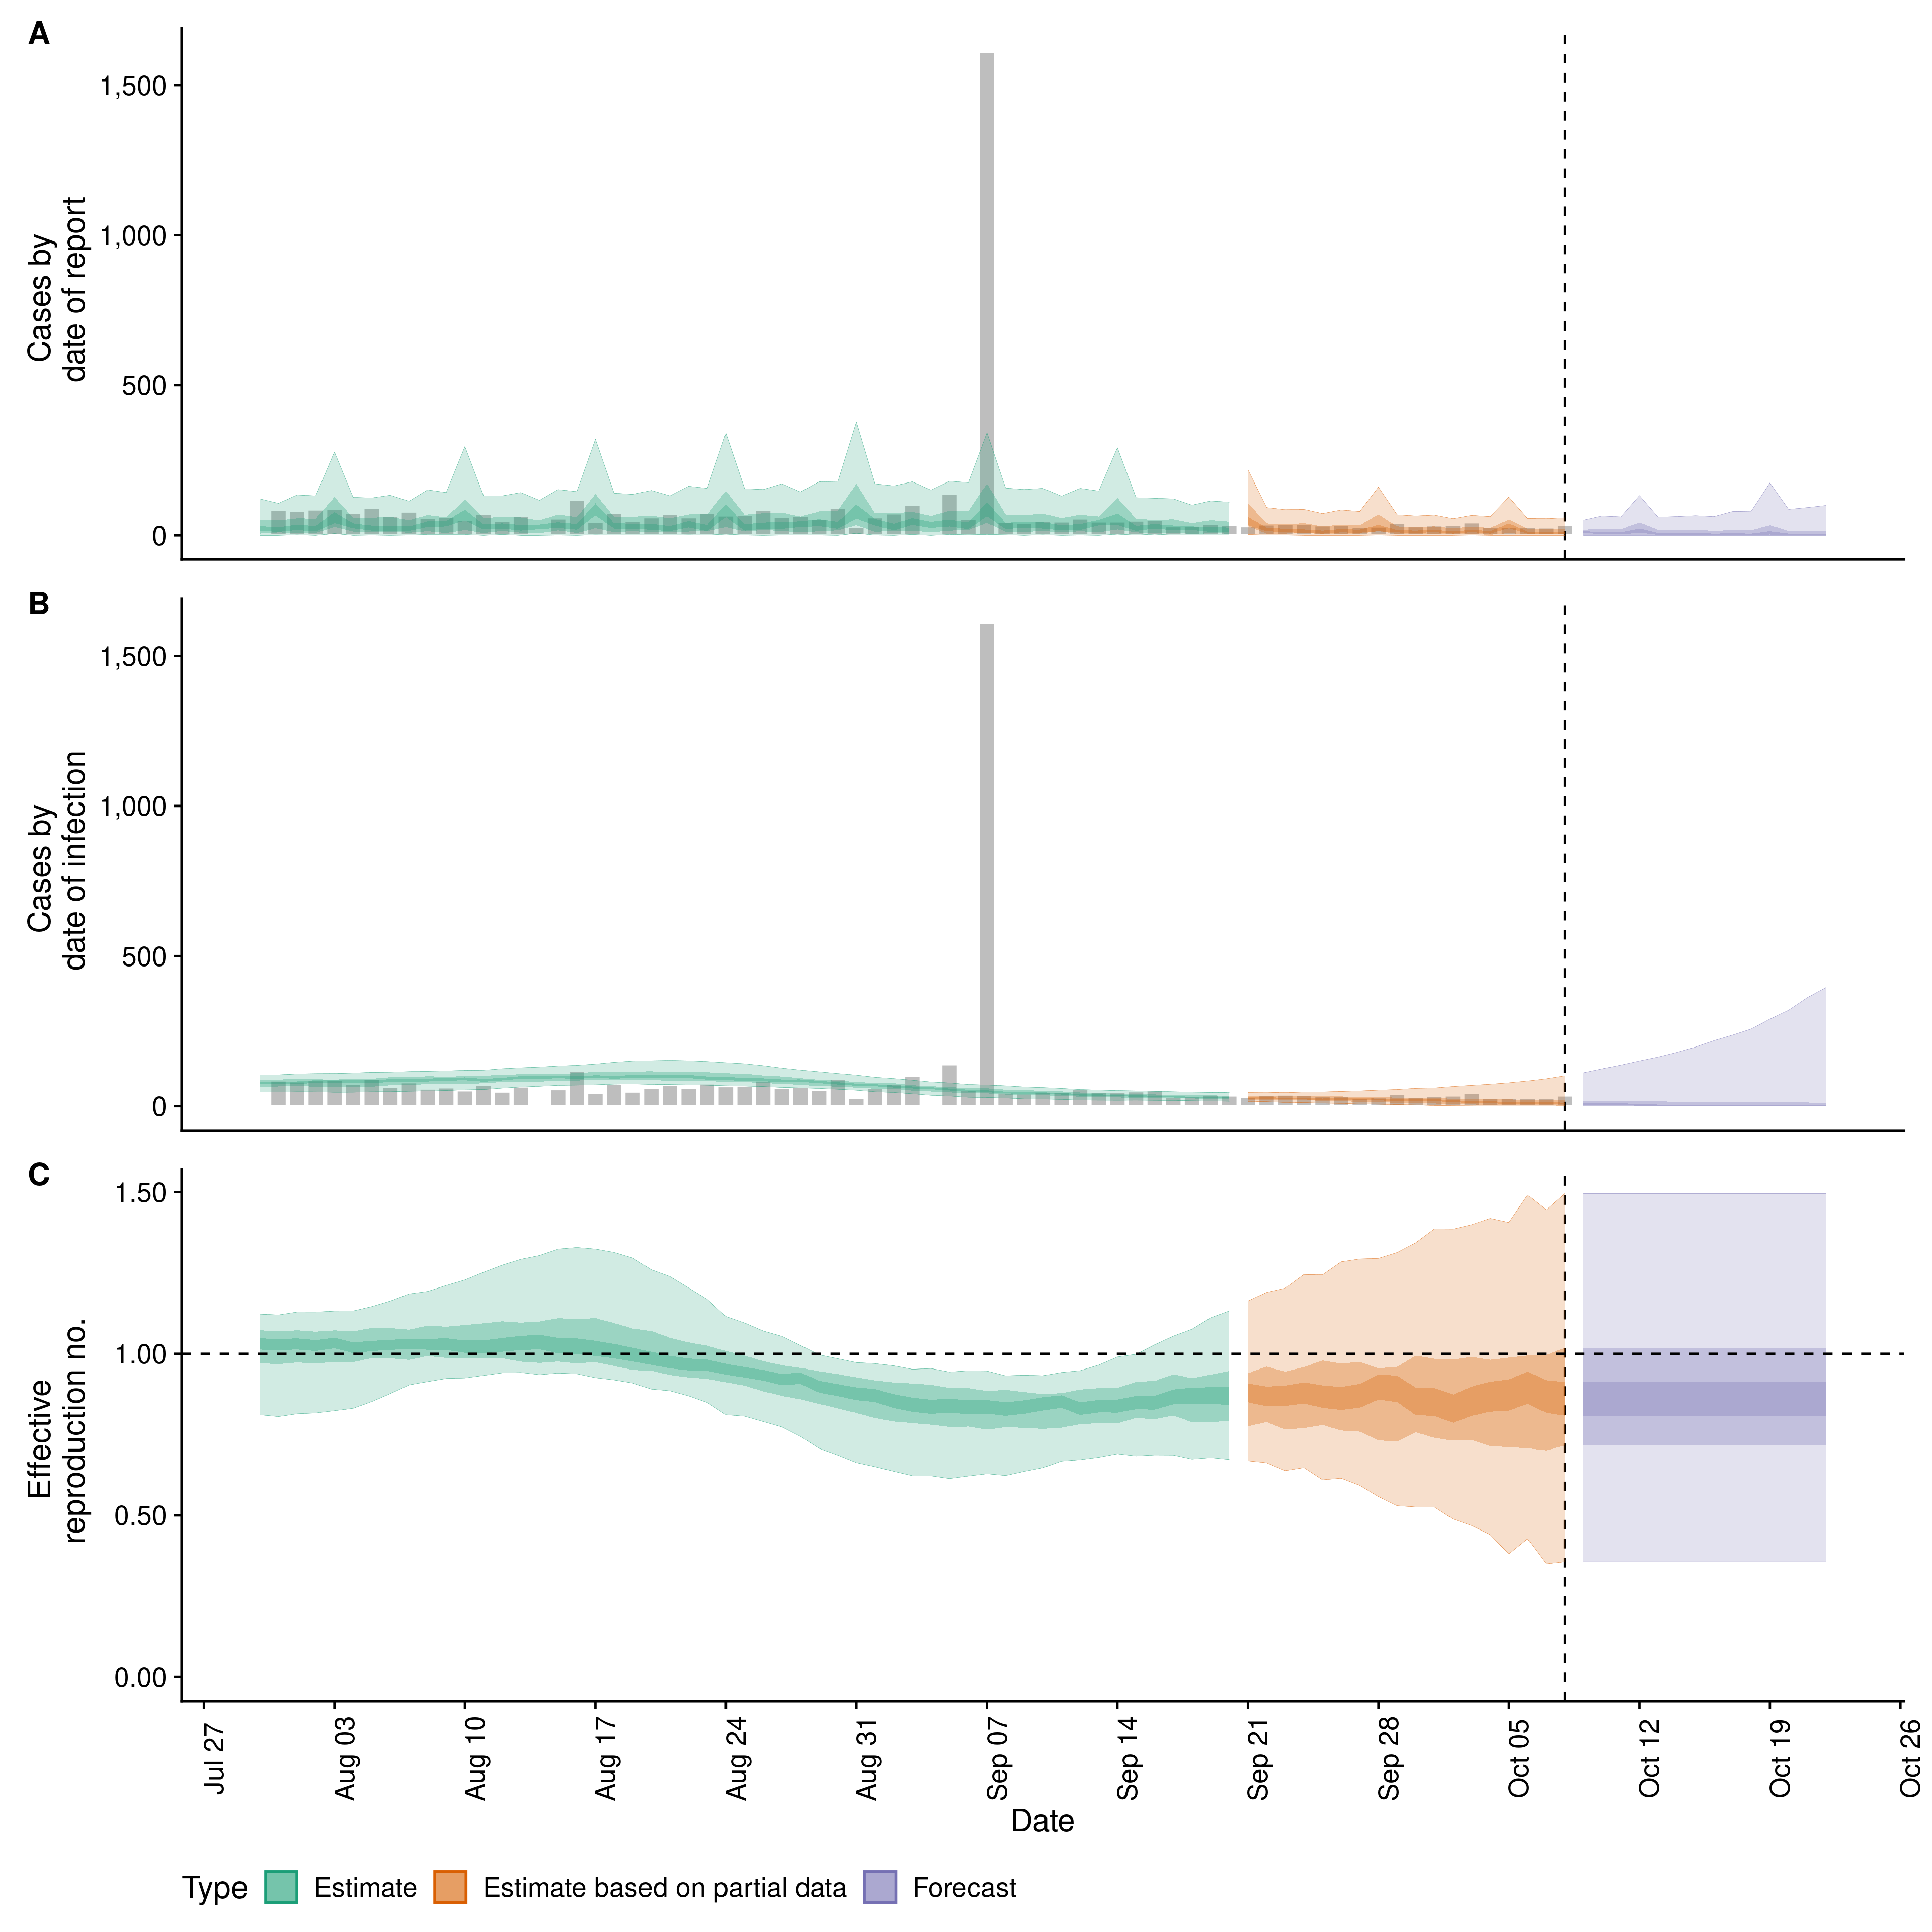 A
Cases by
date of report
1,500
1,000
500
0
B
Cases by
date of infection
1,500
1,000
500
0
C
Effective
reproduction no.
1.50
1.00
0.50
0.00
Jul 27
Aug 03
Aug 10
Aug 17
Aug 24
Aug 31
Sep 07
Sep 14
Sep 21
Sep 28
Oct 05
Oct 12
Oct 19
Oct 26
Date
Type Estimate Estimate based on partial data Forecast